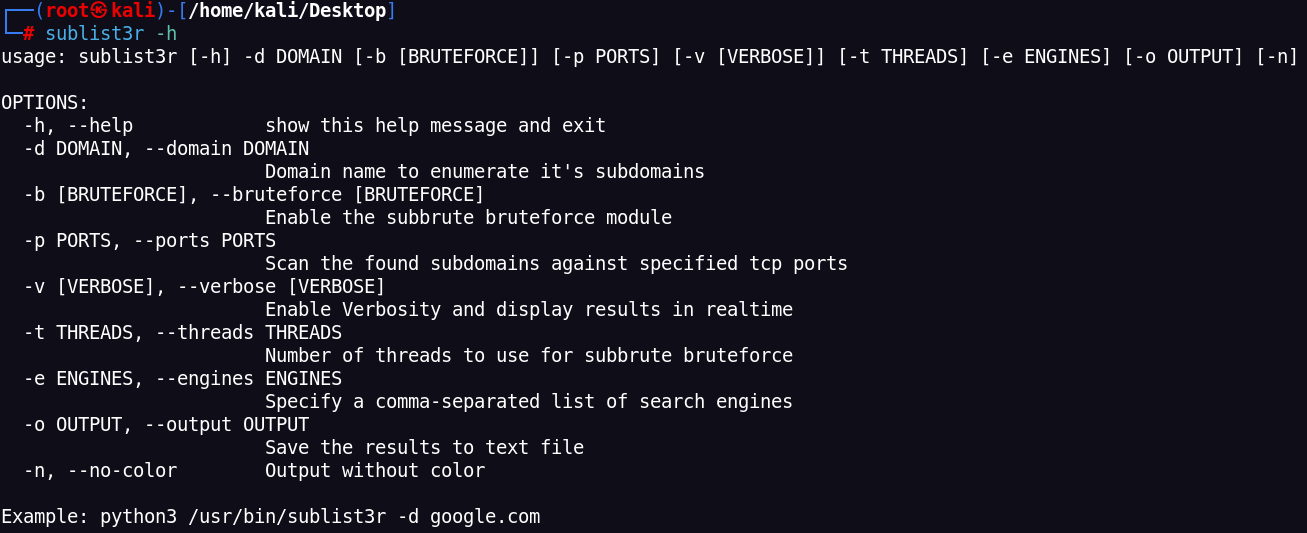 ┌──(root㉿kali)-[/home/kali/Desktop]
└─# sublist3r -h
usage: sublist3r [-h] -d DOMAIN [-b [BRUTEFORCE]] [-p PORTS] [-v [VERBOSE]] [-t THREADS] [-e ENGINES] [-o OUTPUT] [-n]

OPTIONS:
  -h, --help            show this help message and exit
  -d DOMAIN, --domain DOMAIN
                        Domain name to enumerate it's subdomains
  -b [BRUTEFORCE], --bruteforce [BRUTEFORCE]
                        Enable the subbrute bruteforce module
  -p PORTS, --ports PORTS
                        Scan the found subdomains against specified tcp ports
  -v [VERBOSE], --verbose [VERBOSE]
                        Enable Verbosity and display results in realtime
  -t THREADS, --threads THREADS
                        Number of threads to use for subbrute bruteforce
  -e ENGINES, --engines ENGINES
                        Specify a comma-separated list of search engines
  -o OUTPUT, --output OUTPUT
                        Save the results to text file
  -n, --no-color        Output without color

Example: python3 /usr/bin/sublist3r -d google.com